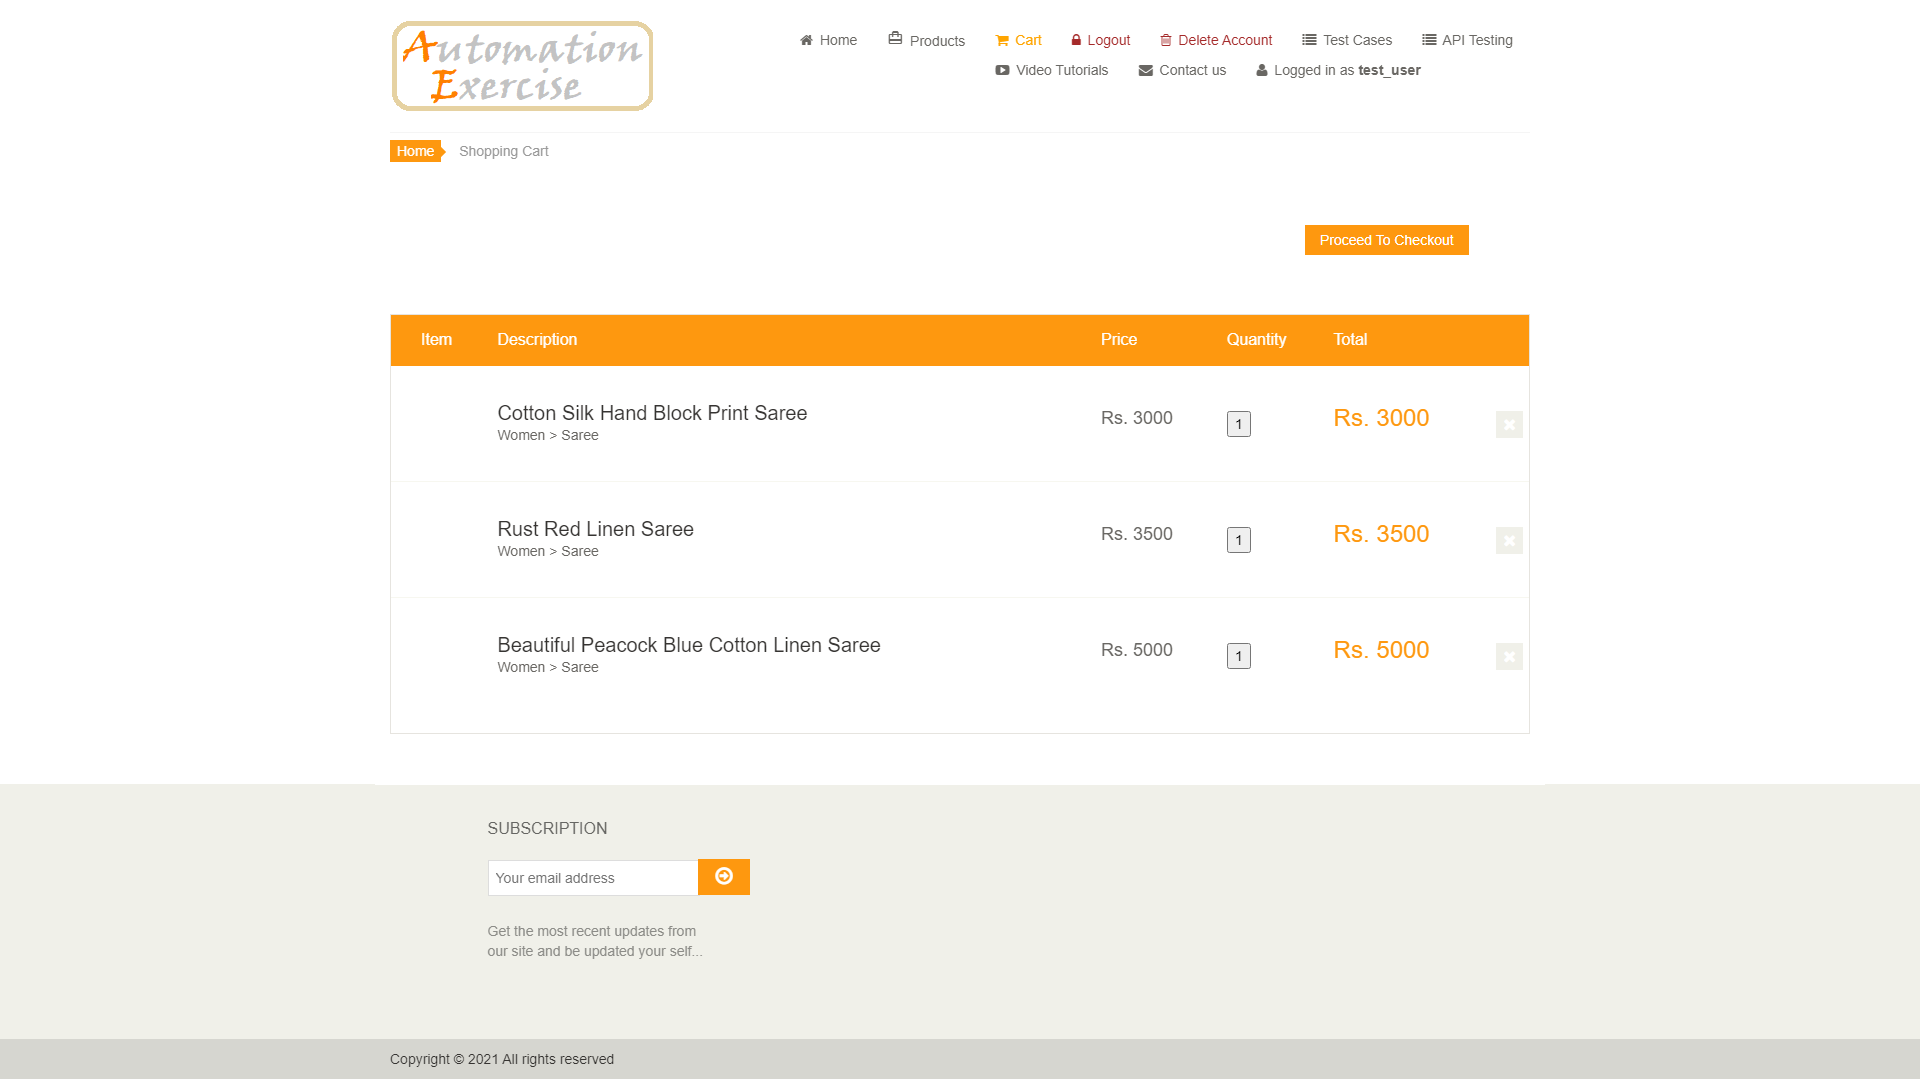 Automation
Exercise
Home
Products
Cart
Logout
Delete Account
Test Cases
API Testing
Video Tutorials
Contact us
Logged in as test_user
Home
Shopping Cart
Proceed To Checkout
Item Description Price Quantity Total
Cotton Silk Hand Block Print Saree
Women > Saree
Rs. 3000
1
Rs. 3000
Rust Red Linen Saree
Women > Saree
Rs. 3500
1
Rs. 3500
Beautiful Peacock Blue Cotton Linen Saree
Women > Saree
Rs. 5000
1
Rs. 5000
SUBSCRIPTION
Your email address
Get the most recent updates from
our site and be updated your self...
Copyright © 2021 All rights reserved